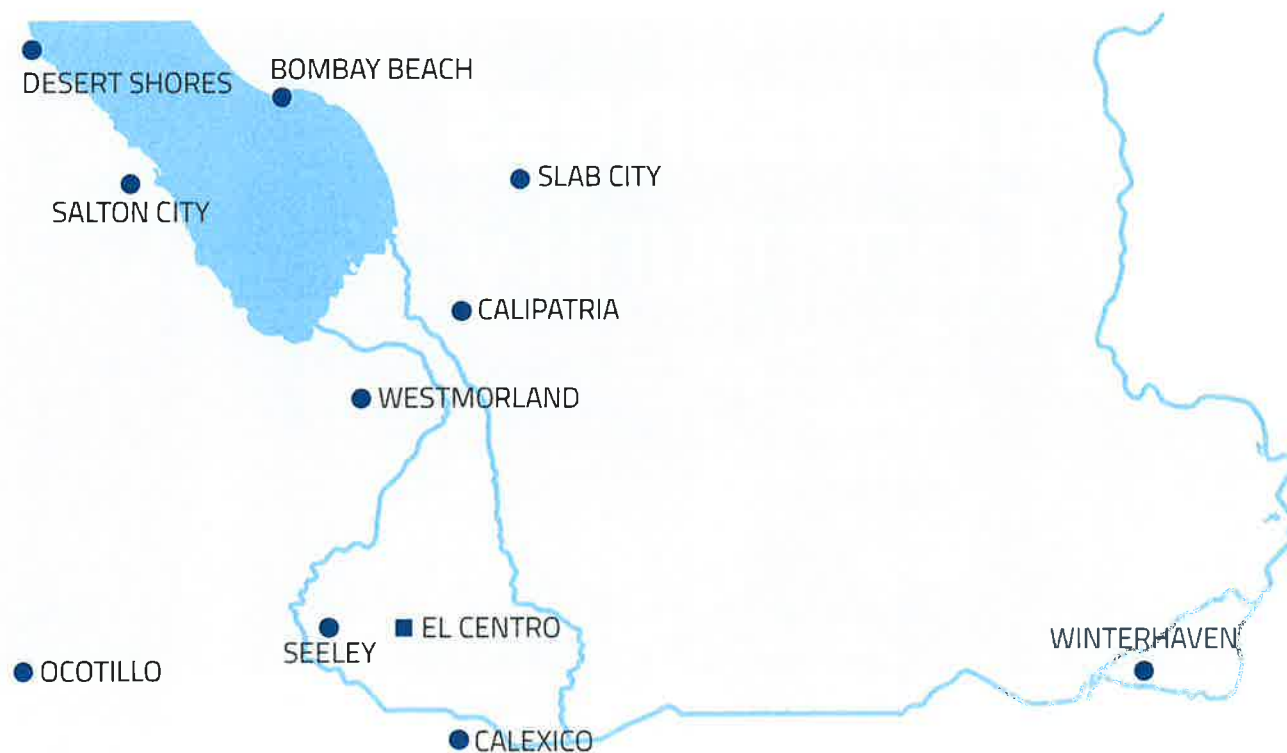 BOMBAY BEACH
DESERT SHORES
SLAB CITY
SALTON CITY
CALIPATRIA
WESTMORLAND
EL CENTRO
WINTERHAVEN
SEELEY
OCOTILLO
CALEXICO